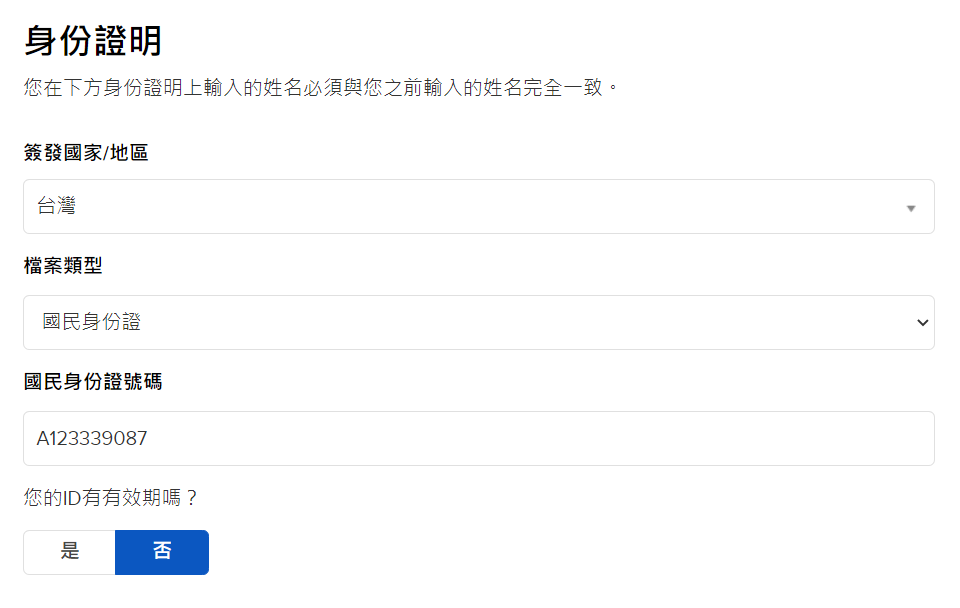 身份證明
您在下方身份證明上輸入的姓名必須與您之前輸入的姓名完全一致。
簽發國家/地區
台灣
檔案類型
國民身份證
國民身份證號碼
A123339087
您的ID有有效期嗎？
是 否